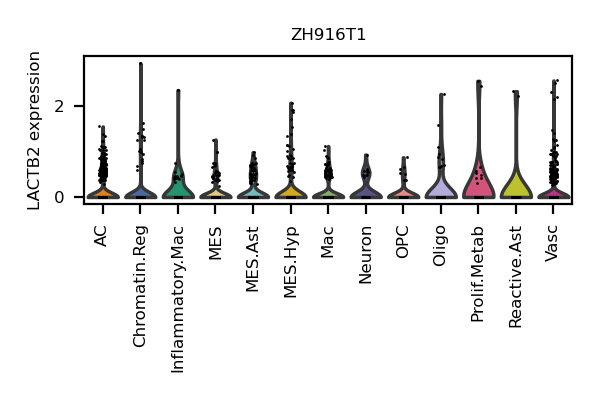 ZH916T1
LACTB2 expression
2
0
AC
Chromatin.Reg
Inflammatory.Mac
MES
MES.Ast
MES.Hyp
Mac
Neuron
OPC
Oligo
Prolif.Metab
Reactive.Ast
Vasc